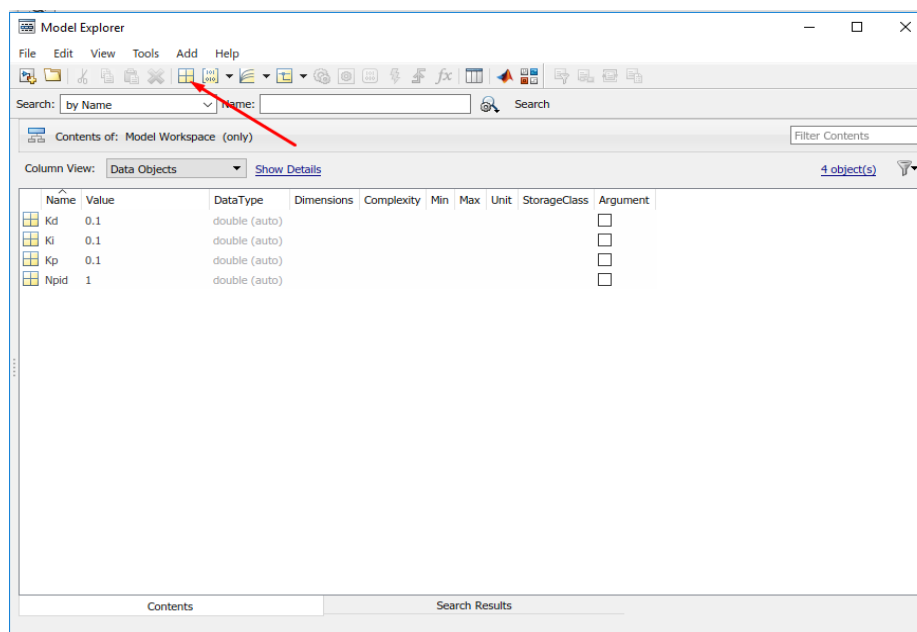 Model Explorer
File Edit View Tools Add Help
fx
Search: by Name Name: Search
Contents of: Model Workspace (only) Filter Contents
Column View: Data Objects Show Details 4 object(s)
Name Value DataType Dimensions Complexity Min Max Unit StorageClass Argument
Kd 0.1 double (auto)
Ki 0.1 double (auto)
Kp 0.1 double (auto)
Npid 1 double (auto)
Contents Search Results